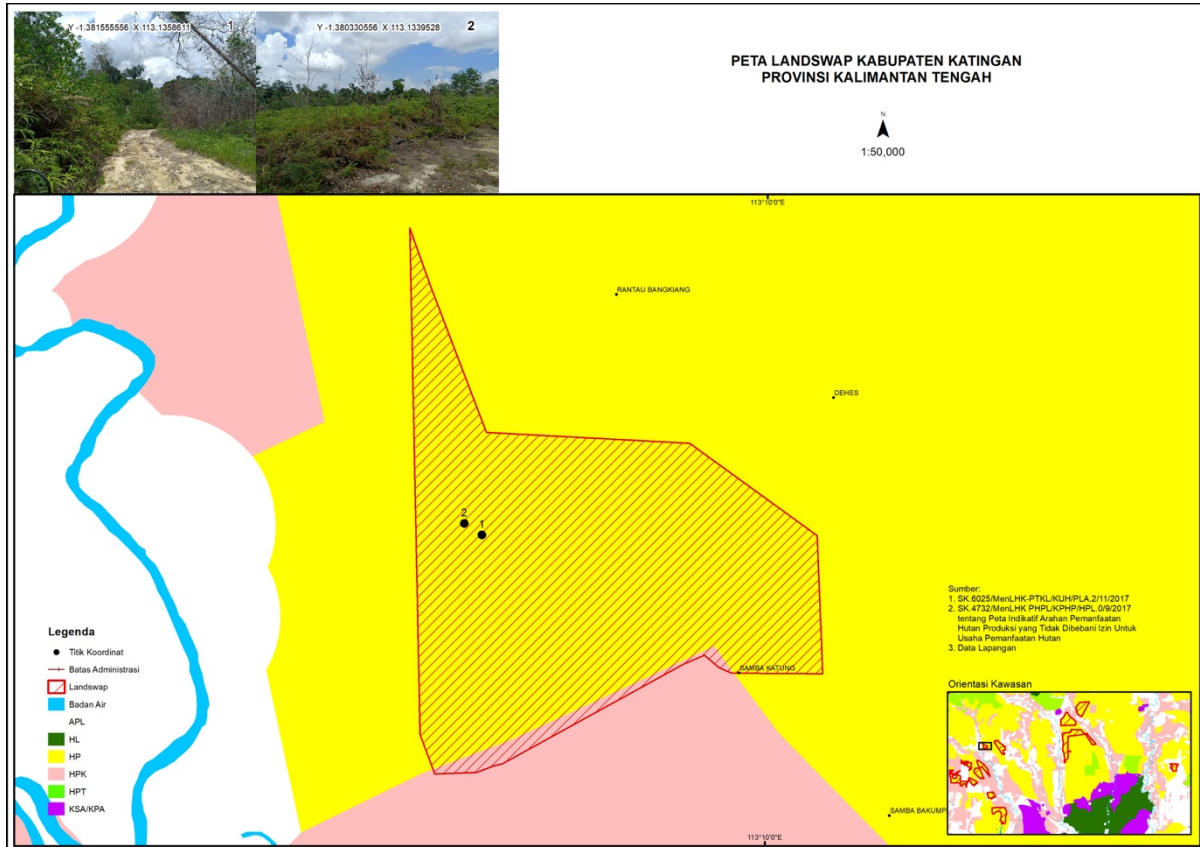 Y -1.381555556 X 113.1358611 1
Y -1.380330556 X 113.1339528 2
PETA LANDSWAP KABUPATEN KATINGAN
PROVINSI KALIMANTAN TENGAH
N
1:50,000
113°10'0"E
RANTAU BANGKIANG
DEHES
2
1
SAMBA KATUNG
SAMBA BAKUMP
Legenda
Titik Koordinat
Batas Administrasi
Landswap
Badan Air
APL
HL
HP
HPK
HPT
KSA/KPA
Sumber:
1. SK.6025/MenLHK-PTKL/KUH/PLA.2/11/2017
2. SK.4732/MenLHK PHPL/KPHP/HPL.0/9/2017
tentang Peta Indikatif Arahan Pemanfaatan
Hutan Produksi yang Tidak Dibebani Izin Untuk
Usaha Pemanfaatan Hutan
3. Data Lapangan
Orientasi Kawasan
113°10'0"E